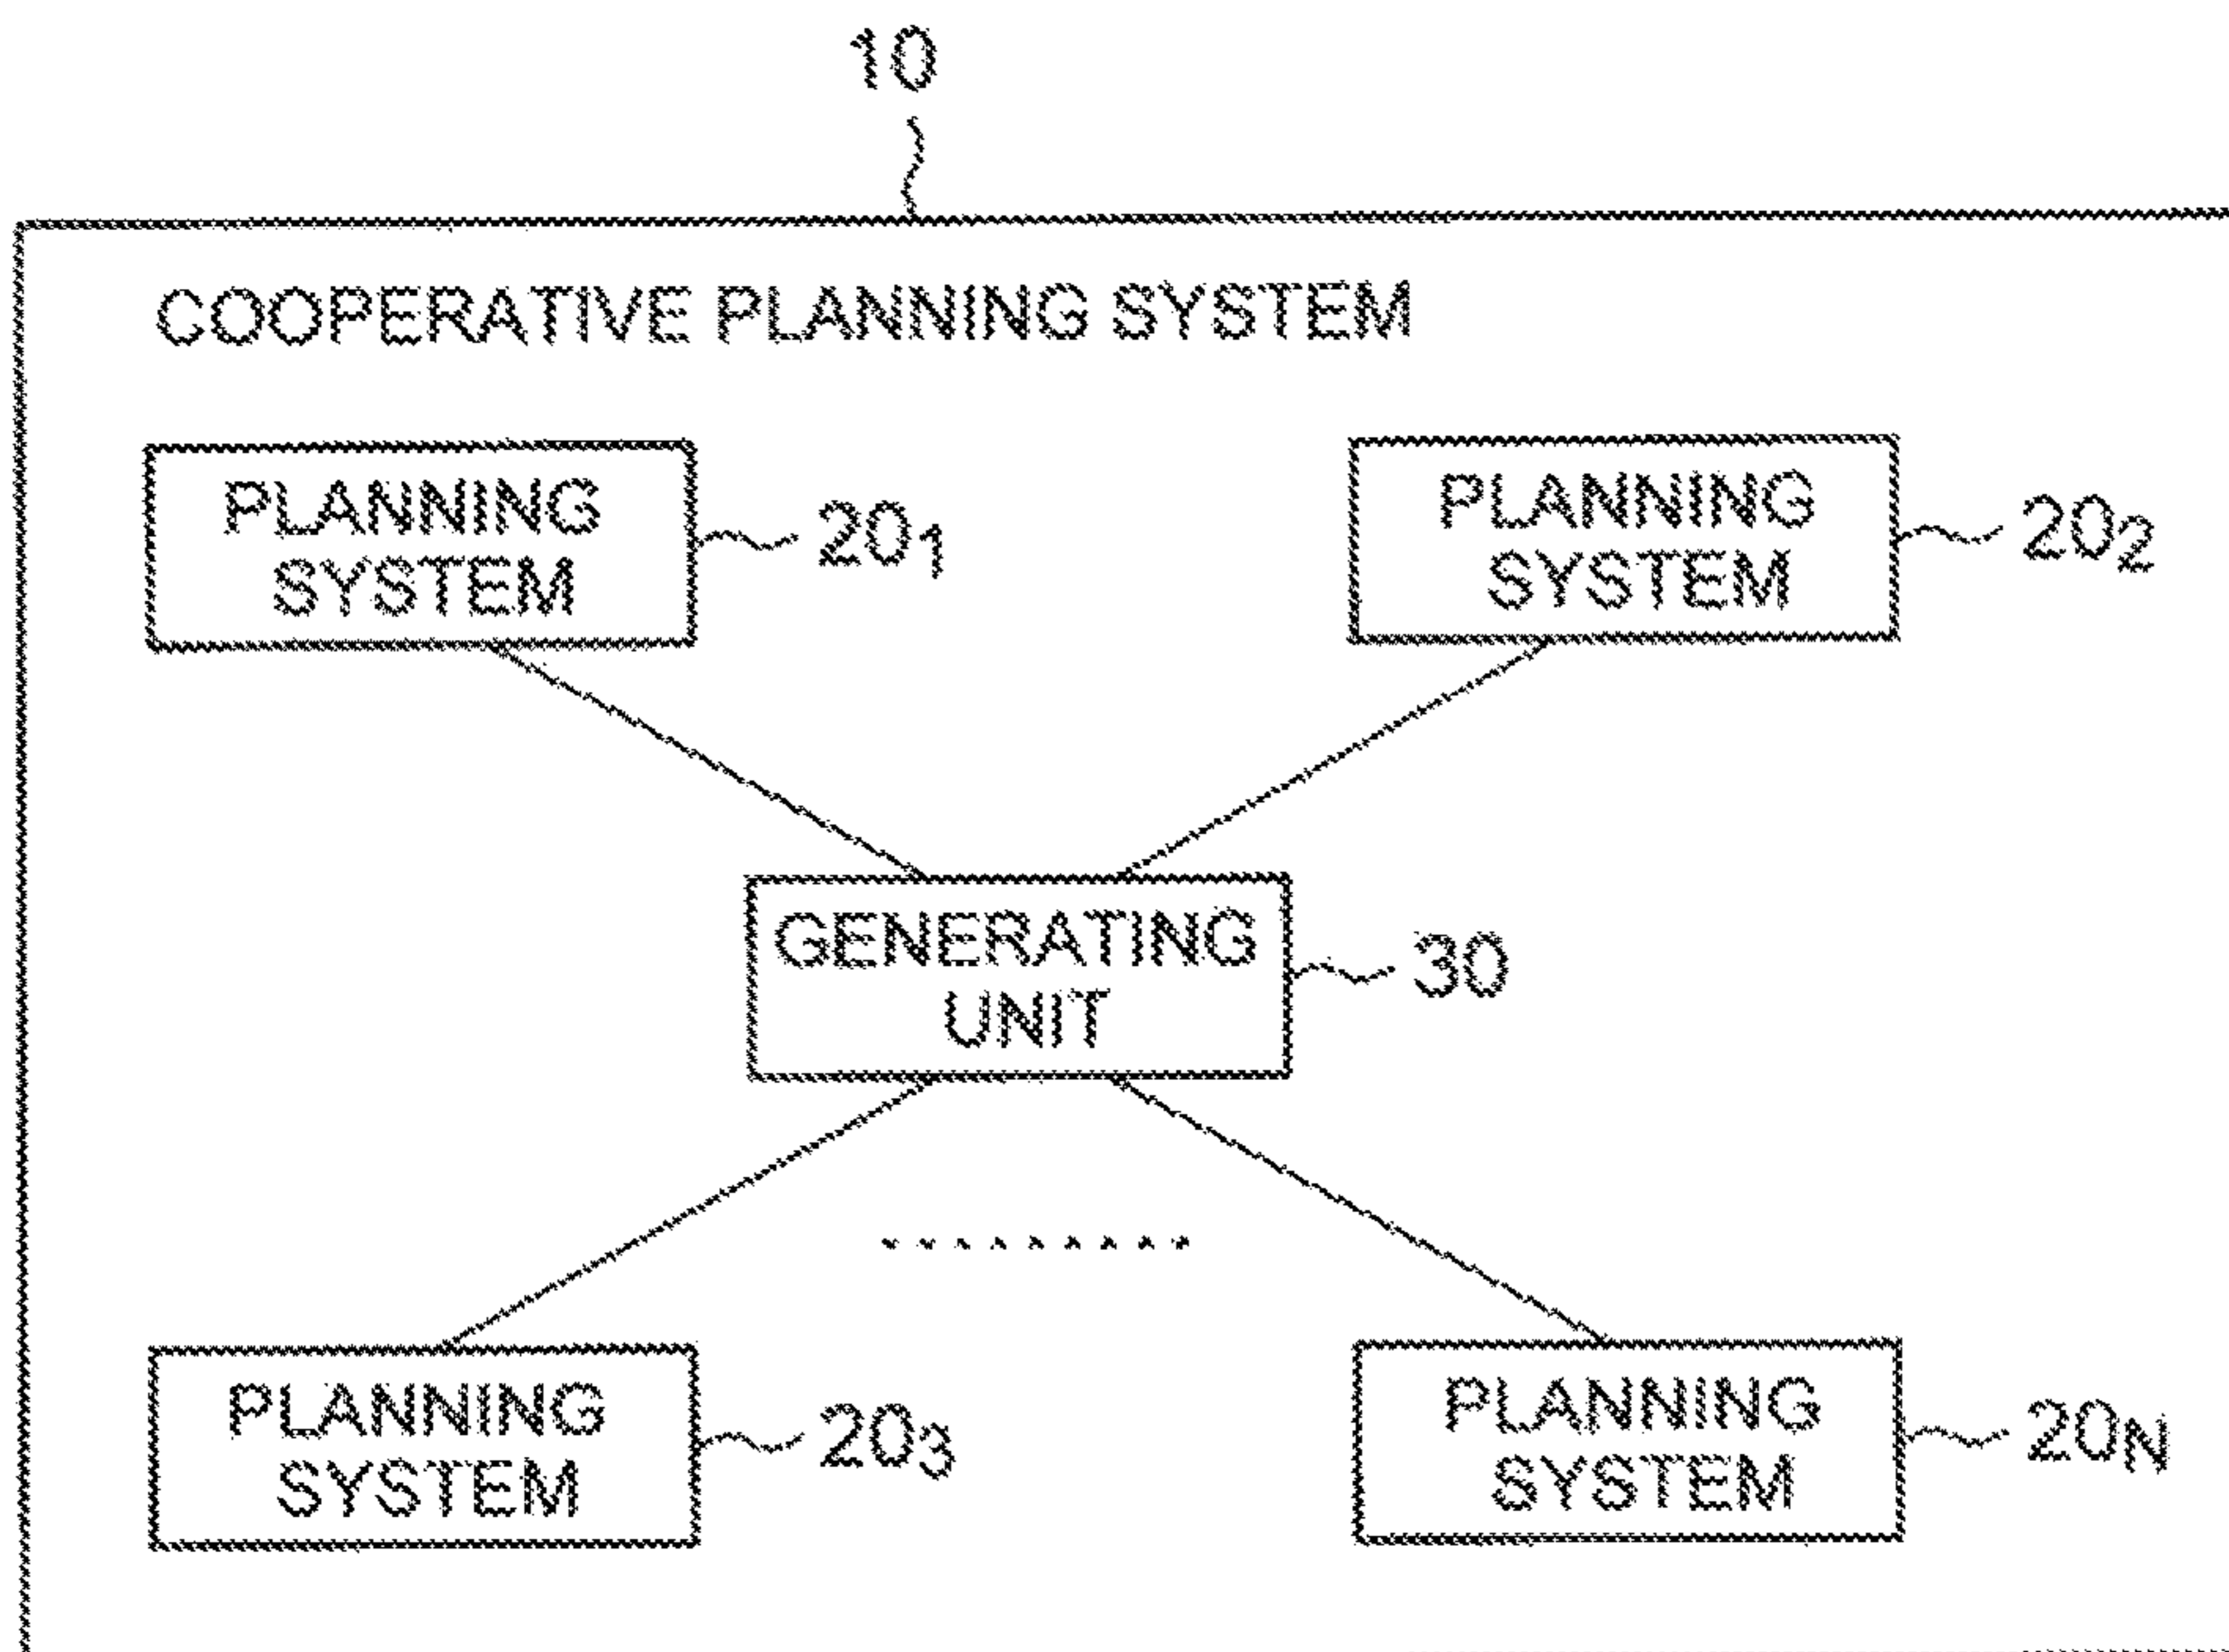 10
COOPERATIVE PLANNING SYSTEM
PLANNING
SYSTEM
20₁
PLANNING
SYSTEM
20₂
GENERATING
UNIT
30
PLANNING
SYSTEM
20₃
PLANNING
SYSTEM
20N